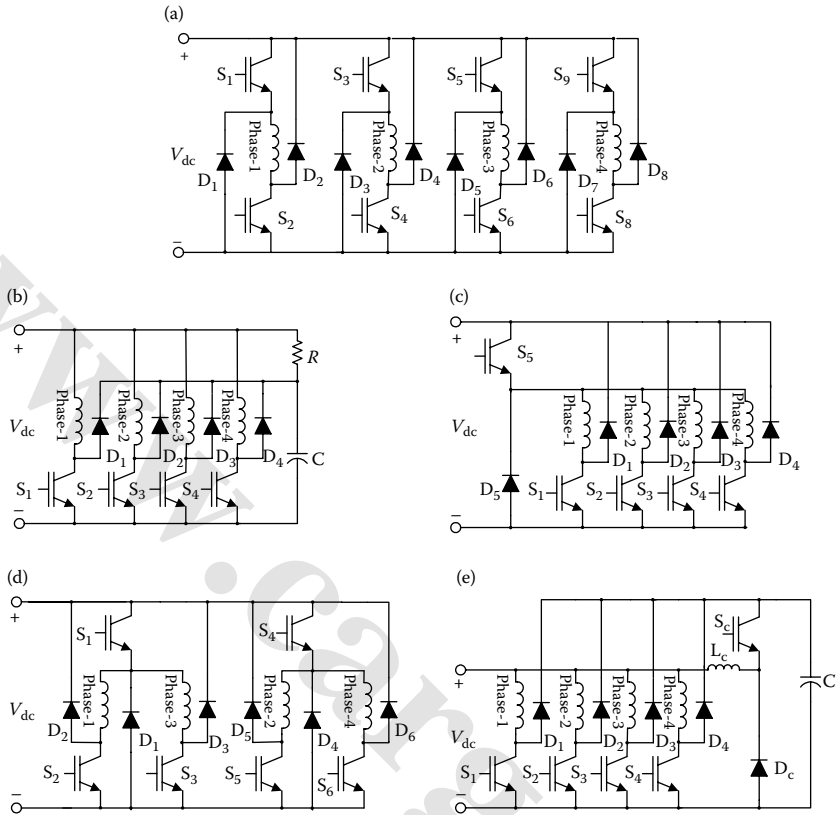 (a)
+
S1
S3
S5
S9
Phase-1
Phase-2
Phase-3
Phase-4
Vdc
D1
D2
D3
D4
D5
D6
D7
D8
S2
S4
S6
S8
−
(b)
+
R
Phase-1
Phase-2
Phase-3
Phase-4
Vdc
D1
D2
D3
D4
C
S1
S2
S3
S4
−
(c)
+
S5
Phase-1
Phase-2
Phase-3
Phase-4
Vdc
D1
D2
D3
D4
D5
S1
S2
S3
S4
−
(d)
+
S1
S4
Phase-1
Phase-3
Phase-2
Phase-4
Vdc
D2
D1
D3
D5
D4
D6
S2
S3
S5
S6
−
(e)
Sc
Lc
C
+
Phase-1
Phase-2
Phase-3
Phase-4
Vdc
D1
D2
D3
D4
Dc
S1
S2
S3
S4
−
www.carg